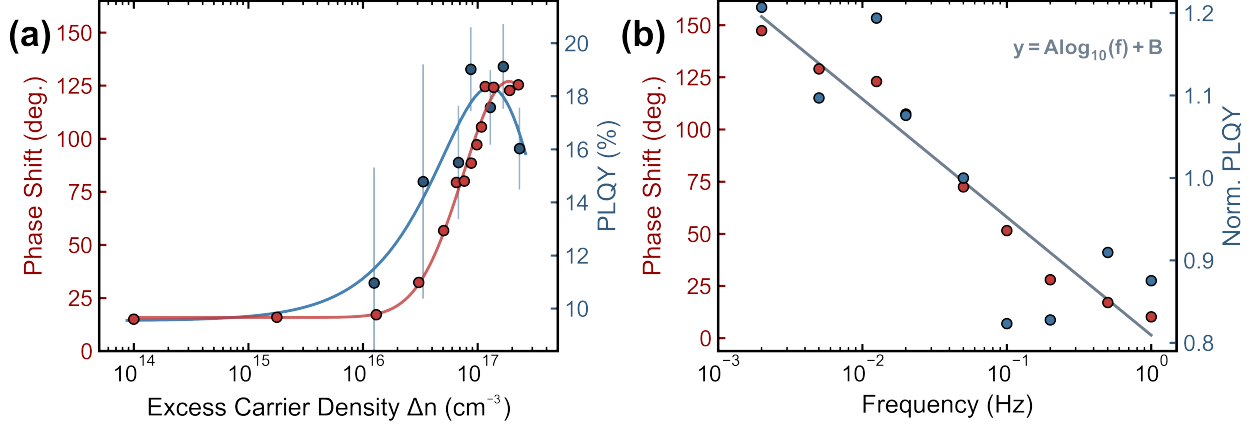 (a)
150
125
100
75
50
25
0
Phase Shift (deg.)
20
18
16
14
12
10
PLQY (%)
10^14 10^15 10^16 10^17
Excess Carrier Density Δn (cm⁻³)
(b)
150
125
100
75
50
25
0
Phase Shift (deg.)
y = Alog₁₀(f) + B
1.2
1.1
1.0
0.9
0.8
Norm. PLQY
10⁻³ 10⁻² 10⁻¹ 10⁰
Frequency (Hz)